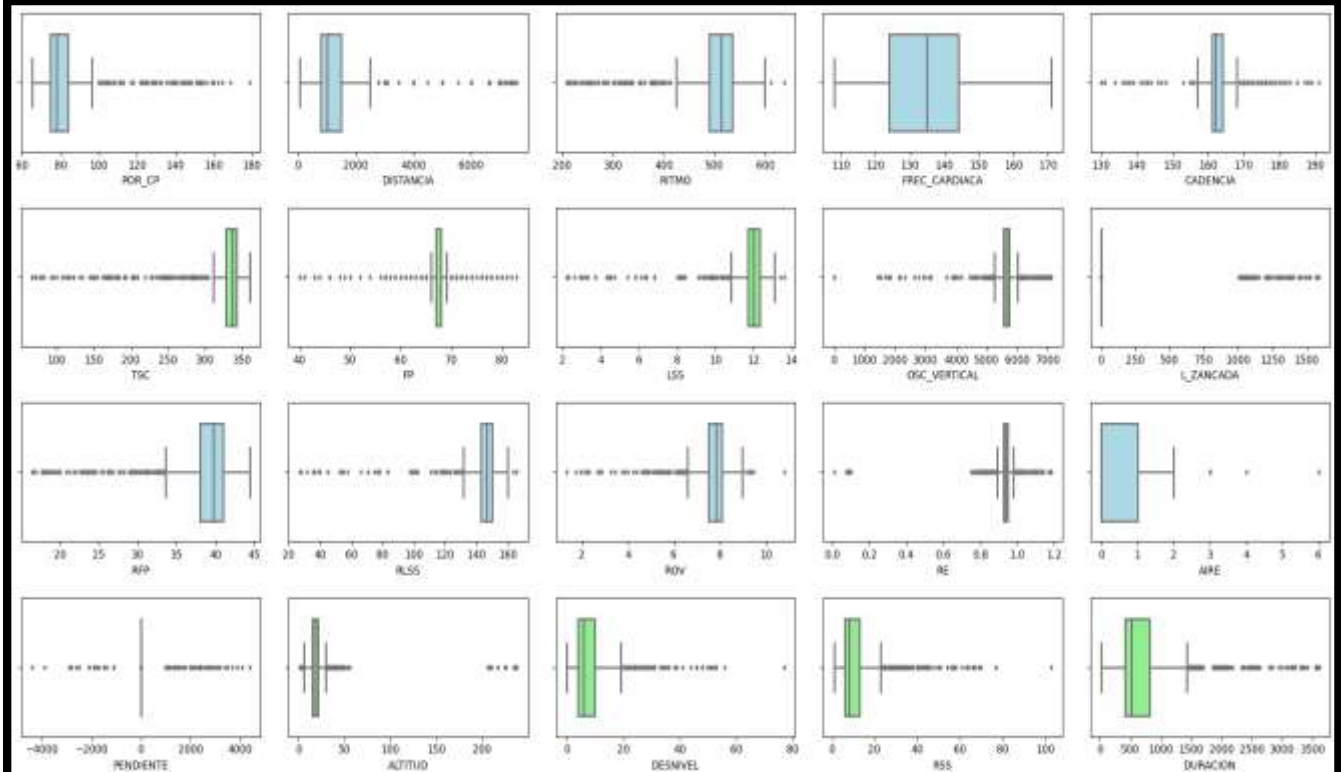 60 80 100 120 140 160 180
POR_CP
0 2000 4000 6000
DISTANCIA
200 300 400 500 600
RITMO
110 120 130 140 150 160 170
FREC_CARDIACA
130 140 150 160 170 180 190
CADENCIA
100 150 200 250 300 350
TSC
40 50 60 70 80
FP
2 4 6 8 10 12 14
LSS
0 1000 2000 3000 4000 5000 6000 7000
OSC_VERTICAL
0 250 500 750 1000 1250 1500
L_ZANCADA
20 25 30 35 40 45
RFP
20 40 60 80 100 120 140 160
RLSS
2 4 6 8 10
ROV
0.0 0.2 0.4 0.6 0.8 1.0 1.2
RE
0 1 2 3 4 5 6
AIRE
−4000 −2000 0 2000 4000
PENDIENTE
0 50 100 150 200
ALTITUD
0 20 40 60 80
DESNIVEL
0 20 40 60 80 100
RSS
0 500 1000 1500 2000 2500 3000 3500
DURACION